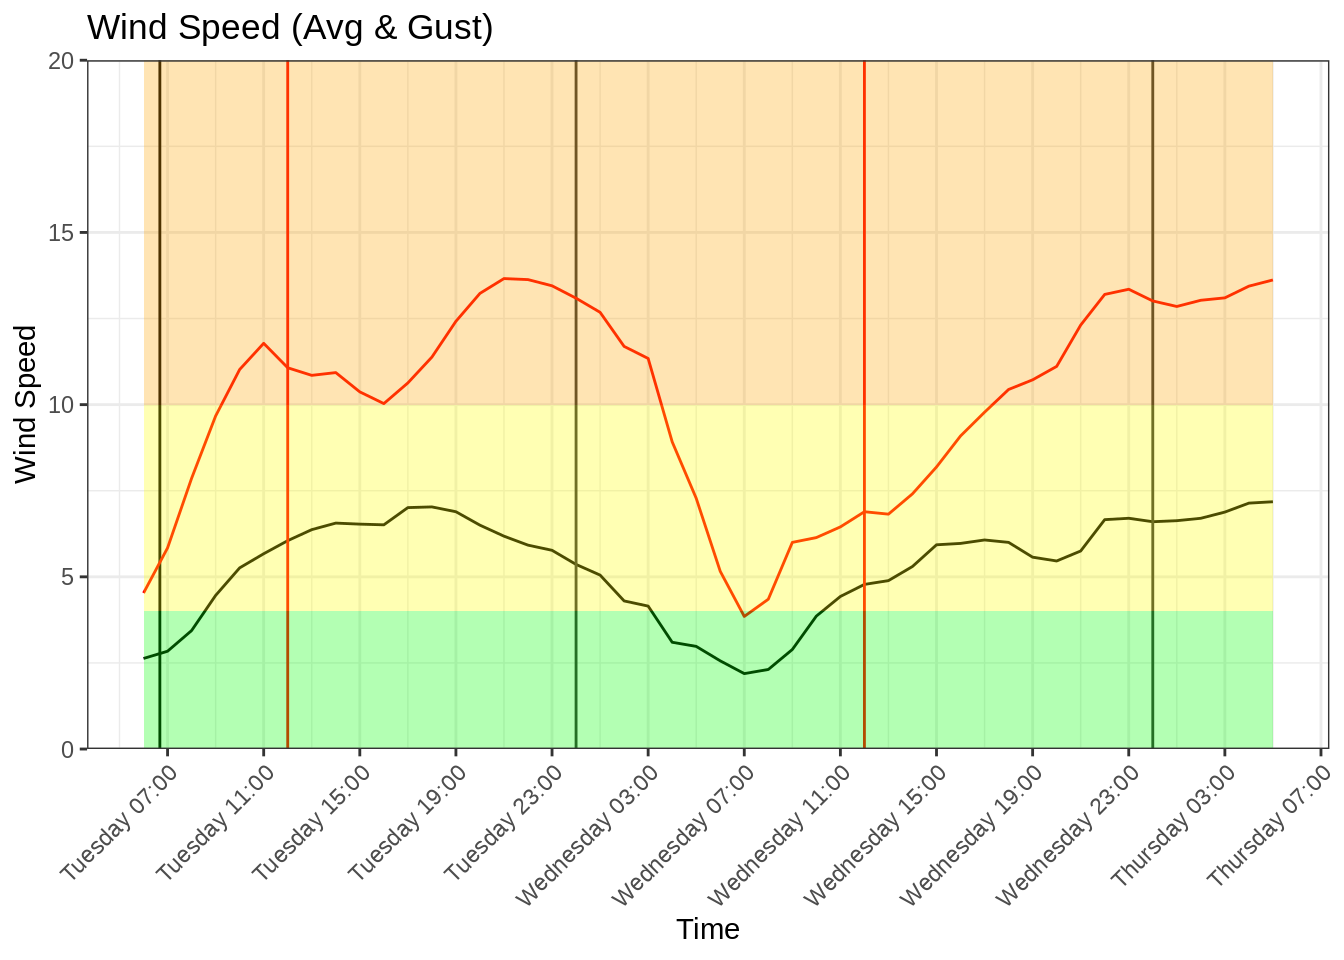 Wind Speed (Avg & Gust)
Wind Speed
20
15
10
5
0
Tuesday 07:00
Tuesday 11:00
Tuesday 15:00
Tuesday 19:00
Tuesday 23:00
Wednesday 03:00
Wednesday 07:00
Wednesday 11:00
Wednesday 15:00
Wednesday 19:00
Wednesday 23:00
Thursday 03:00
Thursday 07:00
Time